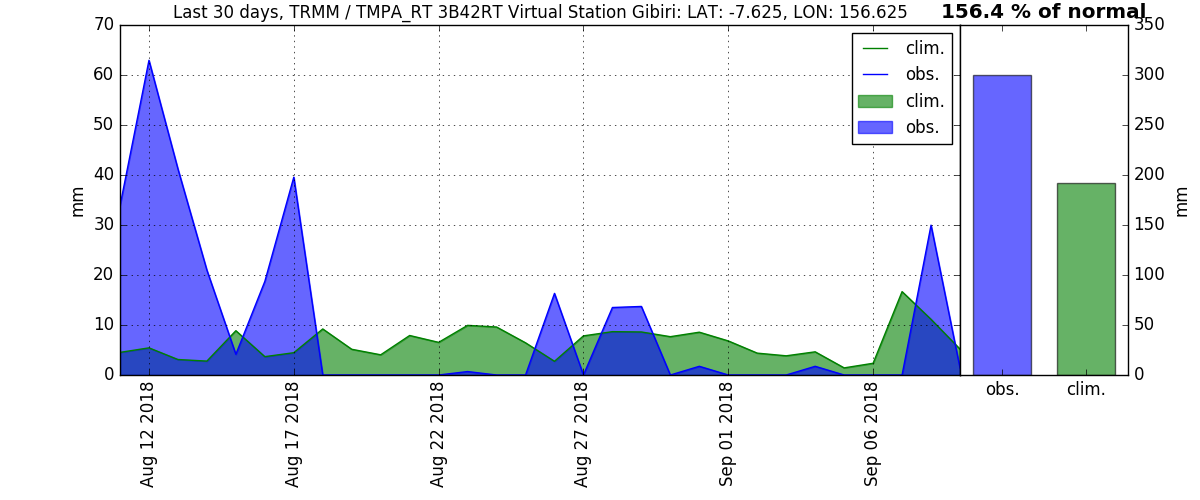 Last 30 days, TRMM / TMPA_RT 3B42RT Virtual Station Gibiri: LAT: -7.625, LON: 156.625
156.4 % of normal
70
60
50
40
30
20
10
0
mm
clim.
obs.
clim.
obs.
Aug 12 2018
Aug 17 2018
Aug 22 2018
Aug 27 2018
Sep 01 2018
Sep 06 2018
350
300
250
200
150
100
50
0
mm
obs.
clim.